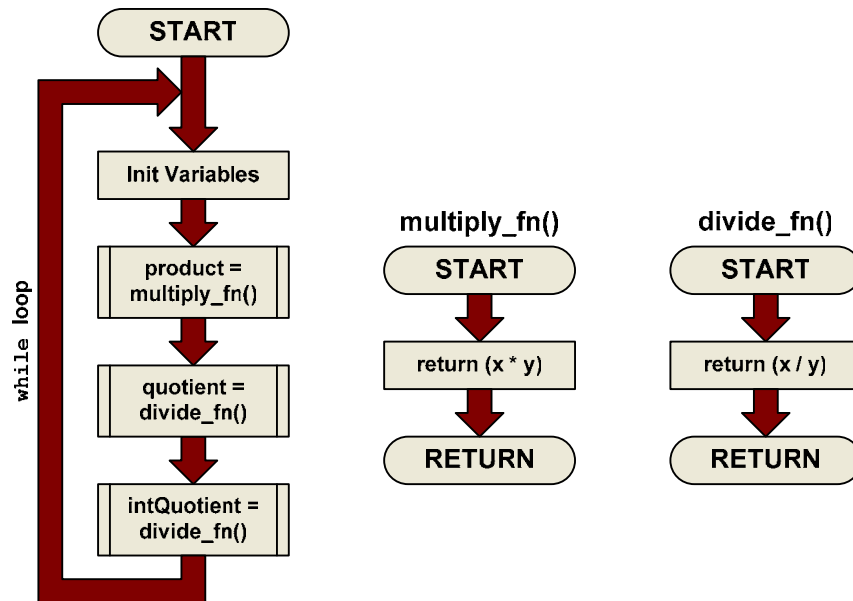 START
while loop
Init Variables
product =
multiply_fn()
quotient =
divide_fn()
intQuotient =
divide_fn()
multiply_fn()
START
return (x * y)
RETURN
divide_fn()
START
return (x / y)
RETURN